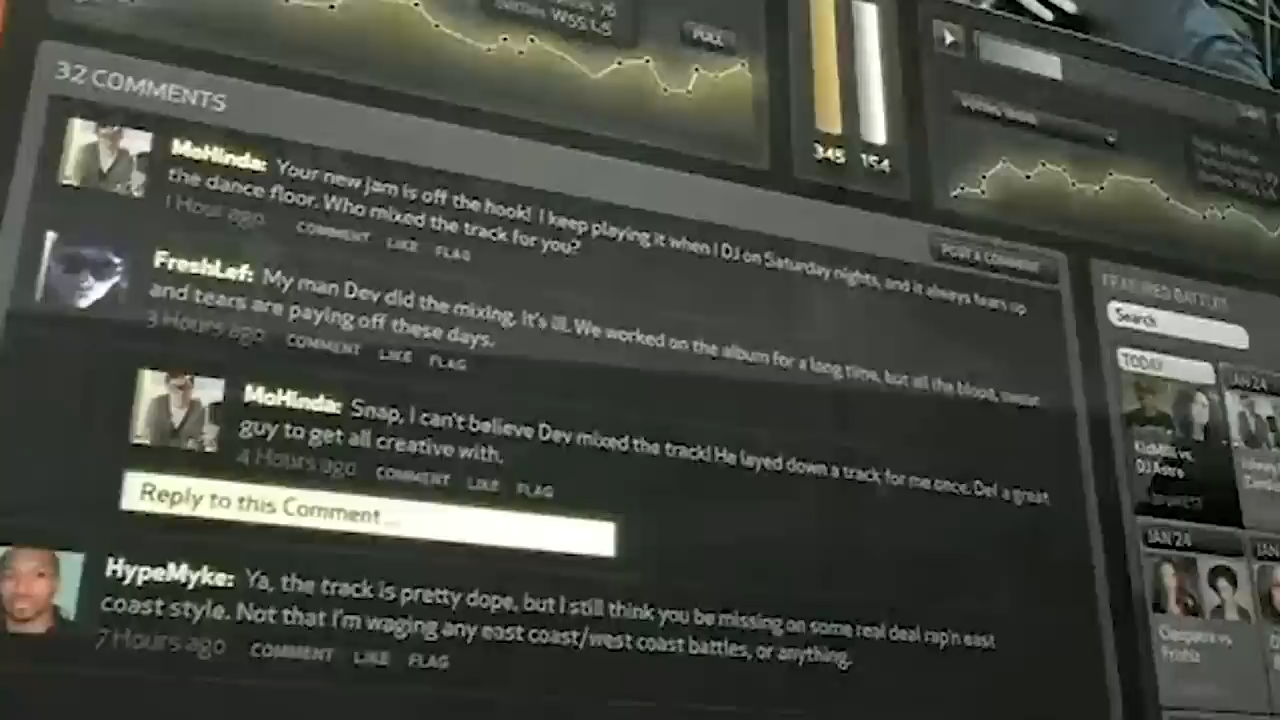 FULL
345 154
32 COMMENTS
POST A COMMENT
MoHinda: Your new jam is off the hook! I keep playing it when I DJ on Saturday nights, and it always tears up
the dance floor. Who mixed the track for you?
1 Hour ago COMMENT LIKE FLAG
FreshLef: My man Dev did the mixing. It's ill. We worked on the album for a long time, but all the blood, sweat
and tears are paying off these days.
3 Hours ago COMMENT LIKE FLAG
MoHinda: Snap, I can't believe Dev mixed the track! He layed down a track for me once. Def a great
guy to get all creative with.
4 Hours ago COMMENT LIKE FLAG
Reply to this Comment ...
HypeMyke: Ya, the track is pretty dope, but I still think you be missing on some real deal rap'n east
coast style. Not that I'm waging any east coast/west coast battles, or anything.
7 Hours ago COMMENT LIKE FLAG
FEATURED BATTLES
Search
TODAY
JAN 24
JAN 24
JAN